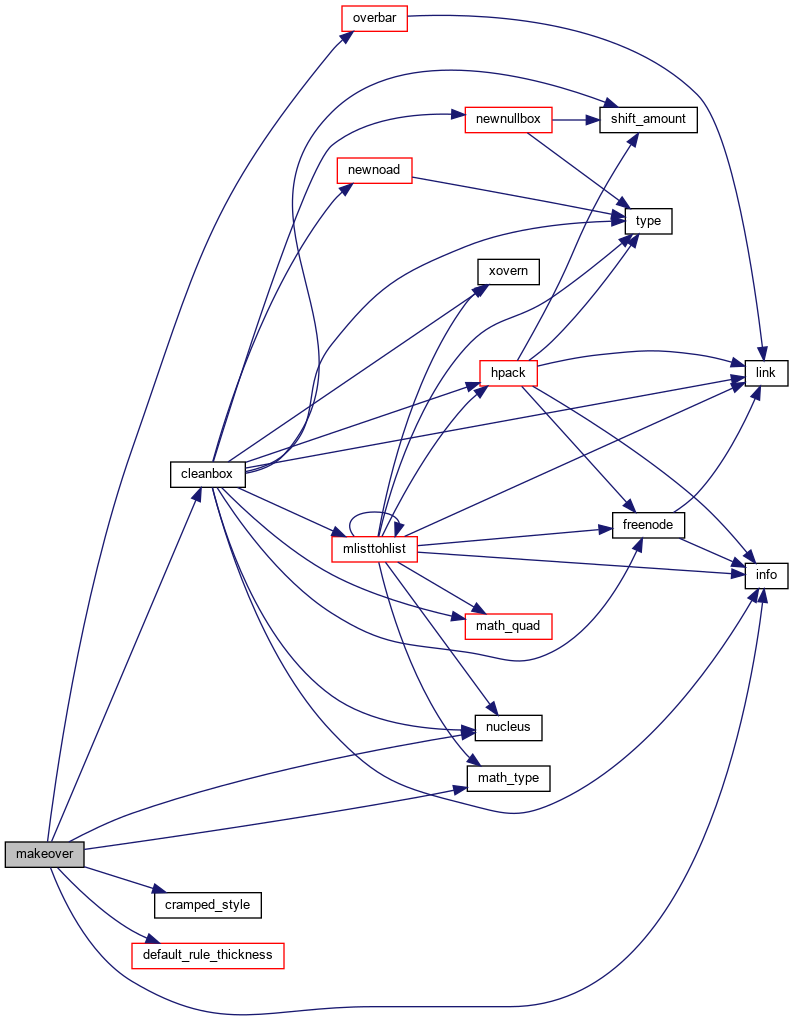 overbar
newnullbox
shift_amount
newnoad
type
xovern
hpack
link
cleanbox
freenode
mlisttohlist
info
math_quad
nucleus
math_type
makeover
cramped_style
default_rule_thickness